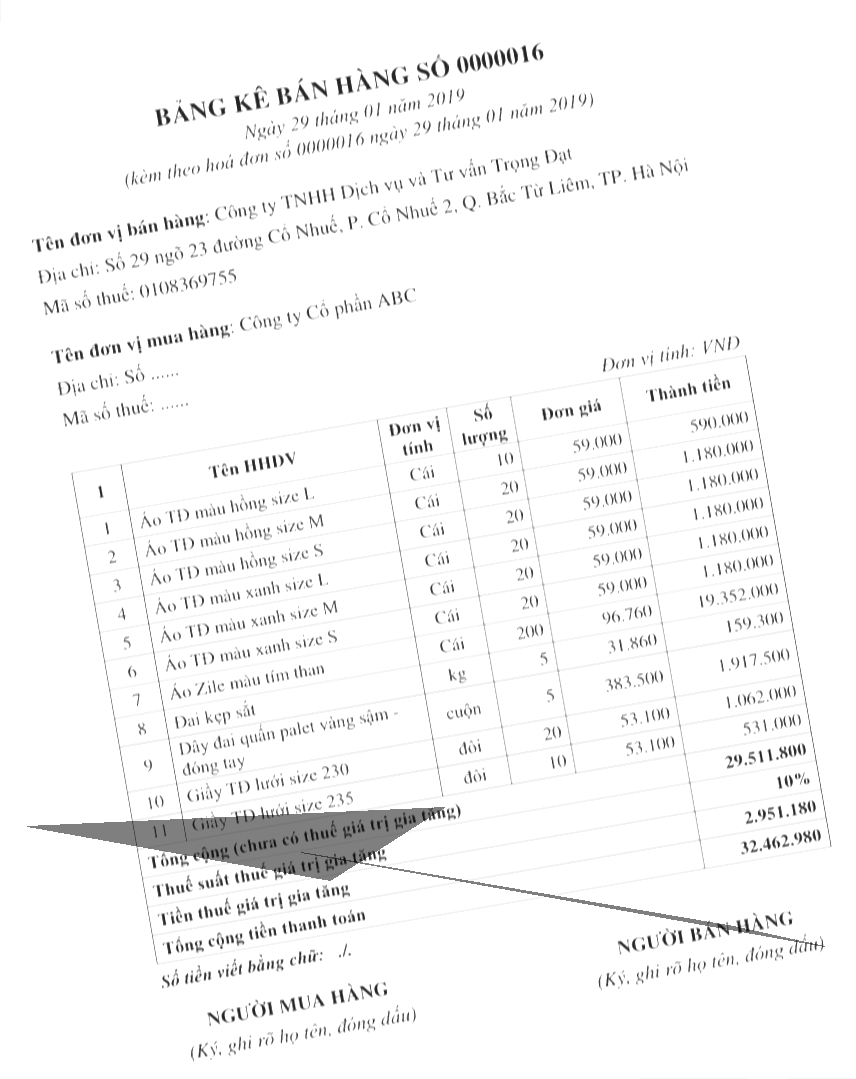 BẢNG KÊ BÁN HÀNG SỐ 0000016
Ngày 29 tháng 01 năm 2019
(kèm theo hoá đơn số 0000016 ngày 29 tháng 01 năm 2019)
Tên đơn vị bán hàng: Công ty TNHH Dịch vụ và Tư vấn Trọng Đạt
Địa chỉ: Số 29 ngõ 23 đường Cổ Nhuế, P. Cổ Nhuế 2, Q. Bắc Từ Liêm, TP. Hà Nội
Mã số thuế: 0108369755
Tên đơn vị mua hàng: Công ty Cổ phần ABC
Địa chỉ: Số ......
Mã số thuế: ......
Đơn vị tính: VNĐ
1 Tên HHDV Đơn vị tính Số lượng Đơn giá Thành tiền
1 Áo TD màu hồng size L Cái 10 59.000 590.000
2 Áo TD màu hồng size M Cái 20 59.000 1.180.000
3 Áo TD màu hồng size S Cái 20 59.000 1.180.000
4 Áo TD màu xanh size L Cái 20 59.000 1.180.000
5 Áo TD màu xanh size M Cái 20 59.000 1.180.000
6 Áo TD màu xanh size S Cái 20 59.000 1.180.000
7 Áo Zile màu tím than Cái 200 96.760 19.352.000
8 Đai kẹp sắt kg 5 31.860 159.300
9 Dây đai quấn palet vàng sậm - đóng tay cuộn 5 383.500 1.917.500
10 Giầy TD lưới size 230 đôi 20 53.100 1.062.000
11 Giầy TD lưới size 235 đôi 10 53.100 531.000
Tổng cộng (chưa có thuế giá trị gia tăng) 29.511.800
Thuế suất thuế giá trị gia tăng 10%
Tiền thuế giá trị gia tăng 2.951.180
Tổng cộng tiền thanh toán 32.462.980
Số tiền viết bằng chữ: ./.
NGƯỜI MUA HÀNG
(Ký, ghi rõ họ tên, đóng dấu)
NGƯỜI BÁN HÀNG
(Ký, ghi rõ họ tên, đóng dấu)